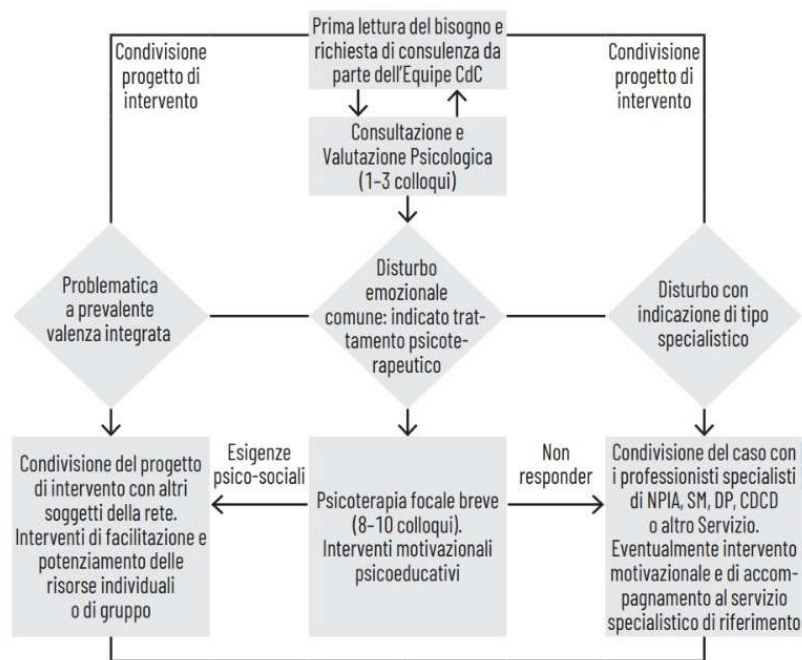 Condivisione
progetto di
intervento
Prima lettura del bisogno e
richiesta di consulenza da
parte dell'Equipe CdC
Condivisione
progetto di
intervento
Consultazione e
Valutazione Psicologica
(1–3 colloqui)
Problematica
a prevalente
valenza integrata
Disturbo
emozionale
comune: indicato trat-
tamento psicote-
rapeutico
Disturbo con
indicazione di tipo
specialistico
Condivisione del progetto
di intervento con altri
soggetti della rete.
Interventi di facilitazione e
potenziamento delle
risorse individuali
o di gruppo
Esigenze
psico-sociali
Psicoterapia focale breve
(8–10 colloqui).
Interventi motivazionali
psicoeducativi
Non
responder
Condivisione del caso con
i professionisti specialisti
di NPIA, SM, DP, CDCD
o altro Servizio.
Eventualmente intervento
motivazionale e di accom-
pagnamento al servizio
specialistico di riferimento